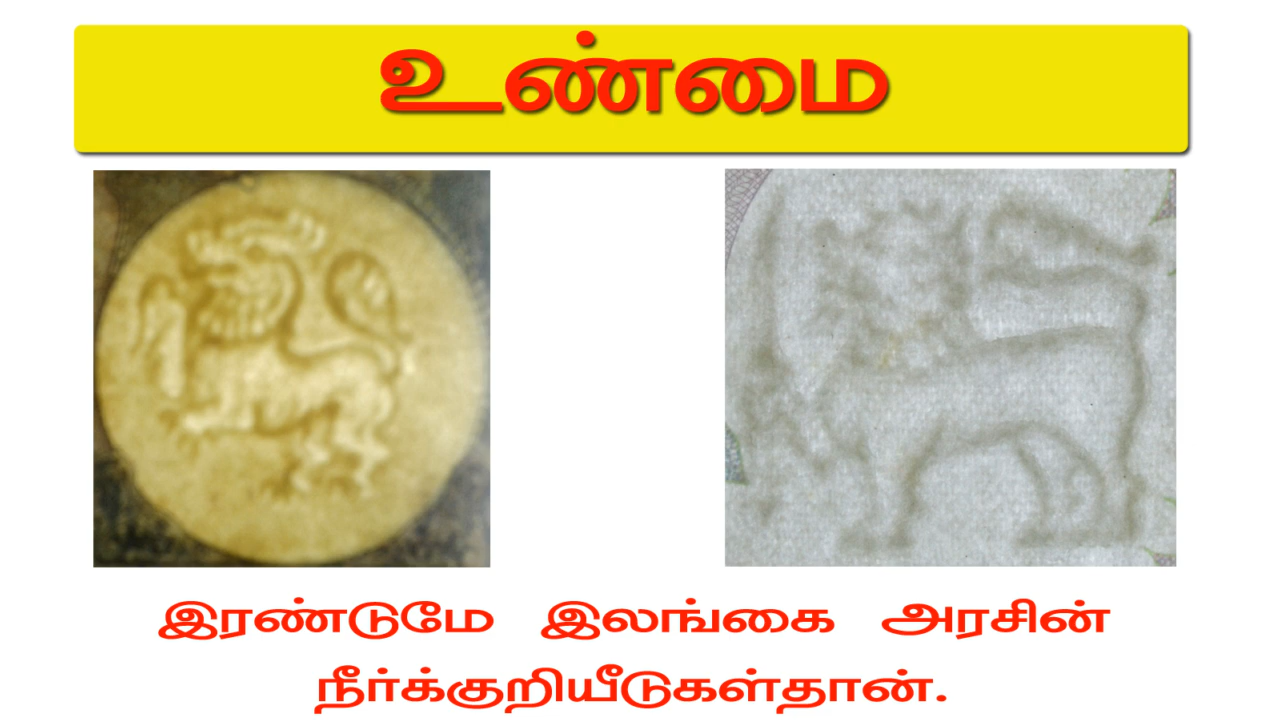 உண்மை
இரண்டுமே இலங்கை அரசின்
நீர்க்குறியீடுகள்தான்.